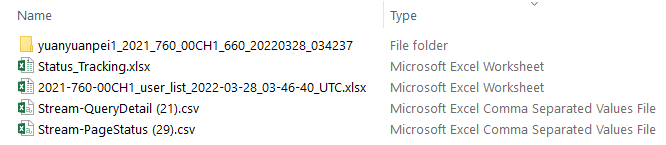 Name Type
yuanyuanpei1_2021_760_00CH1_660_20220328_034237 File folder
Status_Tracking.xlsx Microsoft Excel Worksheet
2021-760-00CH1_user_list_2022-03-28_03-46-40_UTC.xlsx Microsoft Excel Worksheet
Stream-QueryDetail (21).csv Microsoft Excel Comma Separated Values File
Stream-PageStatus (29).csv Microsoft Excel Comma Separated Values File